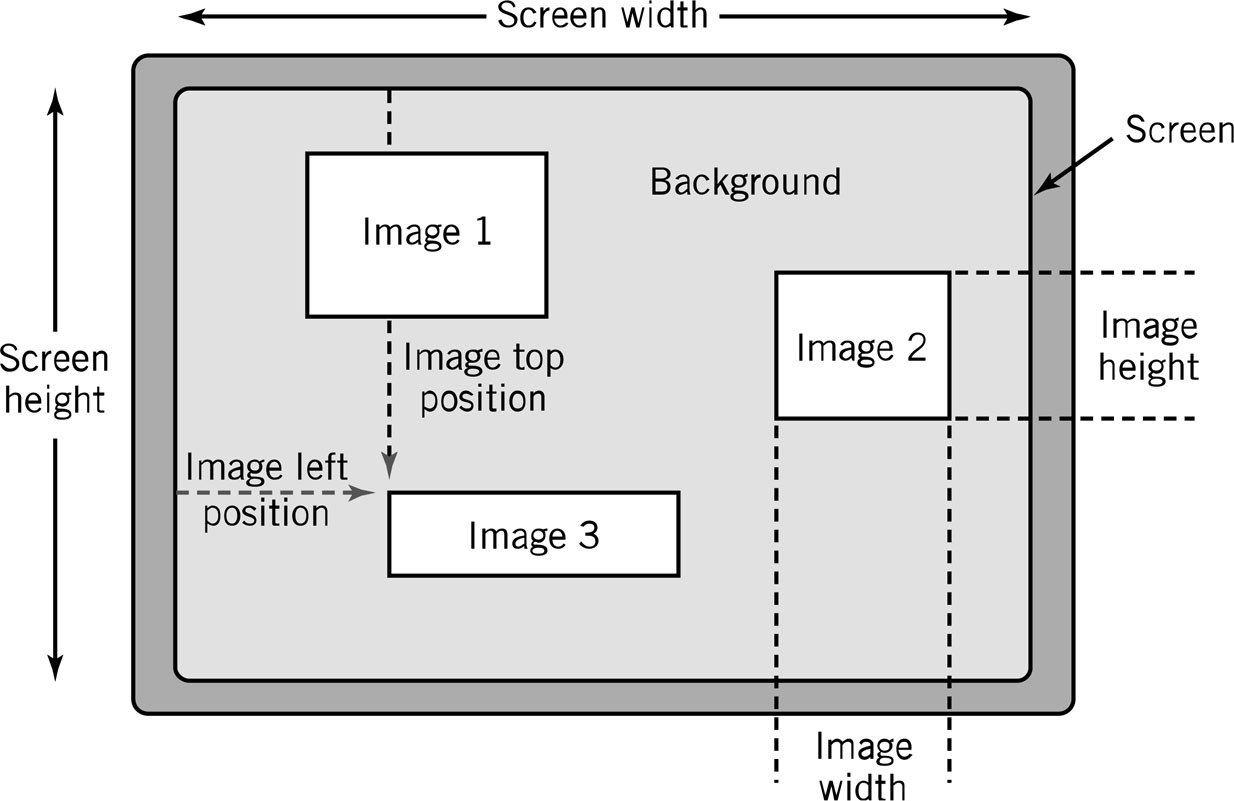 Screen width
Screen
Background
Image 1
Image 2
Image
height
Screen
height
Image top
position
Image left
position
Image 3
Image
width